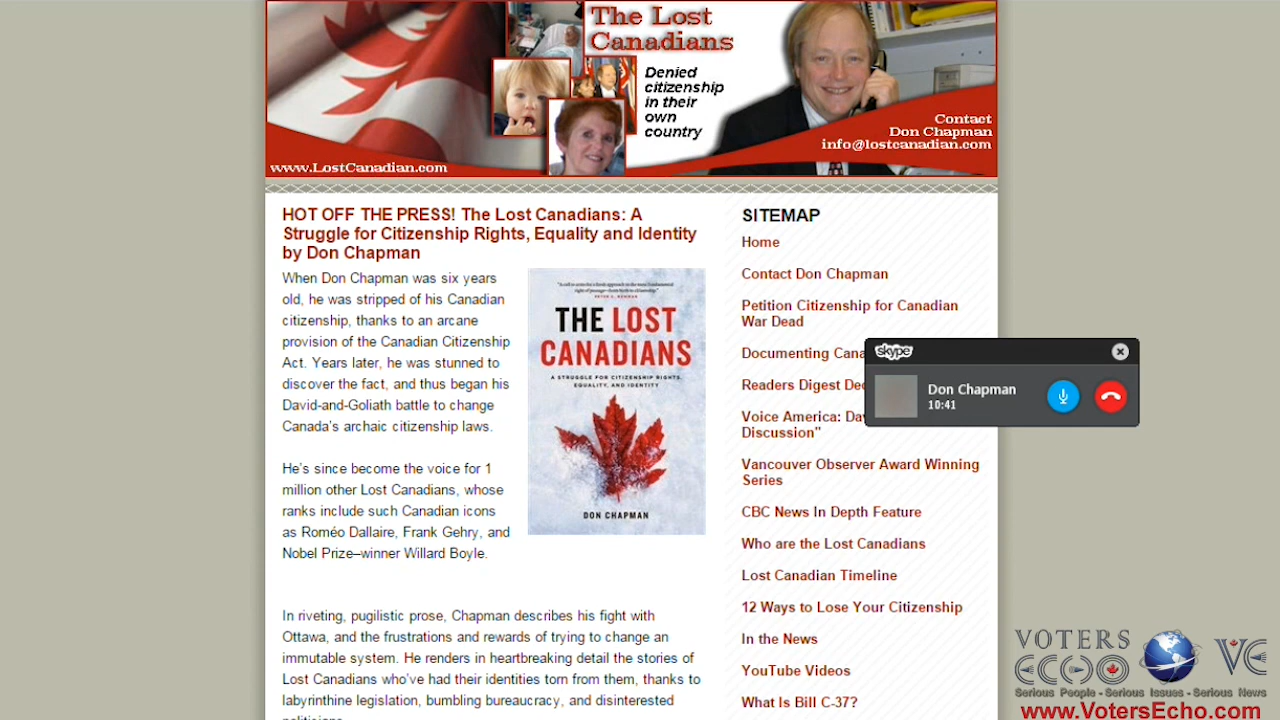 The Lost
Canadians
Denied
citizenship
in their
own
country
Contact
Don Chapman
info@lostcanadian.com
www.LostCanadian.com
HOT OFF THE PRESS! The Lost Canadians: A
Struggle for Citizenship Rights, Equality and Identity
by Don Chapman
When Don Chapman was six years
old, he was stripped of his Canadian
citizenship, thanks to an arcane
provision of the Canadian Citizenship
Act. Years later, he was stunned to
discover the fact, and thus began his
David-and-Goliath battle to change
Canada's archaic citizenship laws.
He's since become the voice for 1
million other Lost Canadians, whose
ranks include such Canadian icons
as Roméo Dallaire, Frank Gehry, and
Nobel Prize–winner Willard Boyle.
THE LOST
CANADIANS
A STRUGGLE FOR CITIZENSHIP RIGHTS,
EQUALITY, AND IDENTITY
DON CHAPMAN
In riveting, pugilistic prose, Chapman describes his fight with
Ottawa, and the frustrations and rewards of trying to change an
immutable system. He renders in heartbreaking detail the stories of
Lost Canadians who've had their identities torn from them, thanks to
labyrinthine legislation, bumbling bureaucracy, and disinterested
SITEMAP
Home
Contact Don Chapman
Petition Citizenship for Canadian
War Dead
Documenting Cana
Readers Digest Dec
Voice America: Dav
Discussion"
Vancouver Observer Award Winning
Series
CBC News In Depth Feature
Who are the Lost Canadians
Lost Canadian Timeline
12 Ways to Lose Your Citizenship
In the News
YouTube Videos
What Is Bill C-37?
skype
Don Chapman
10:41
VOTERS
ECHO
VE
Serious People - Serious Issues - Serious News
www.VotersEcho.com